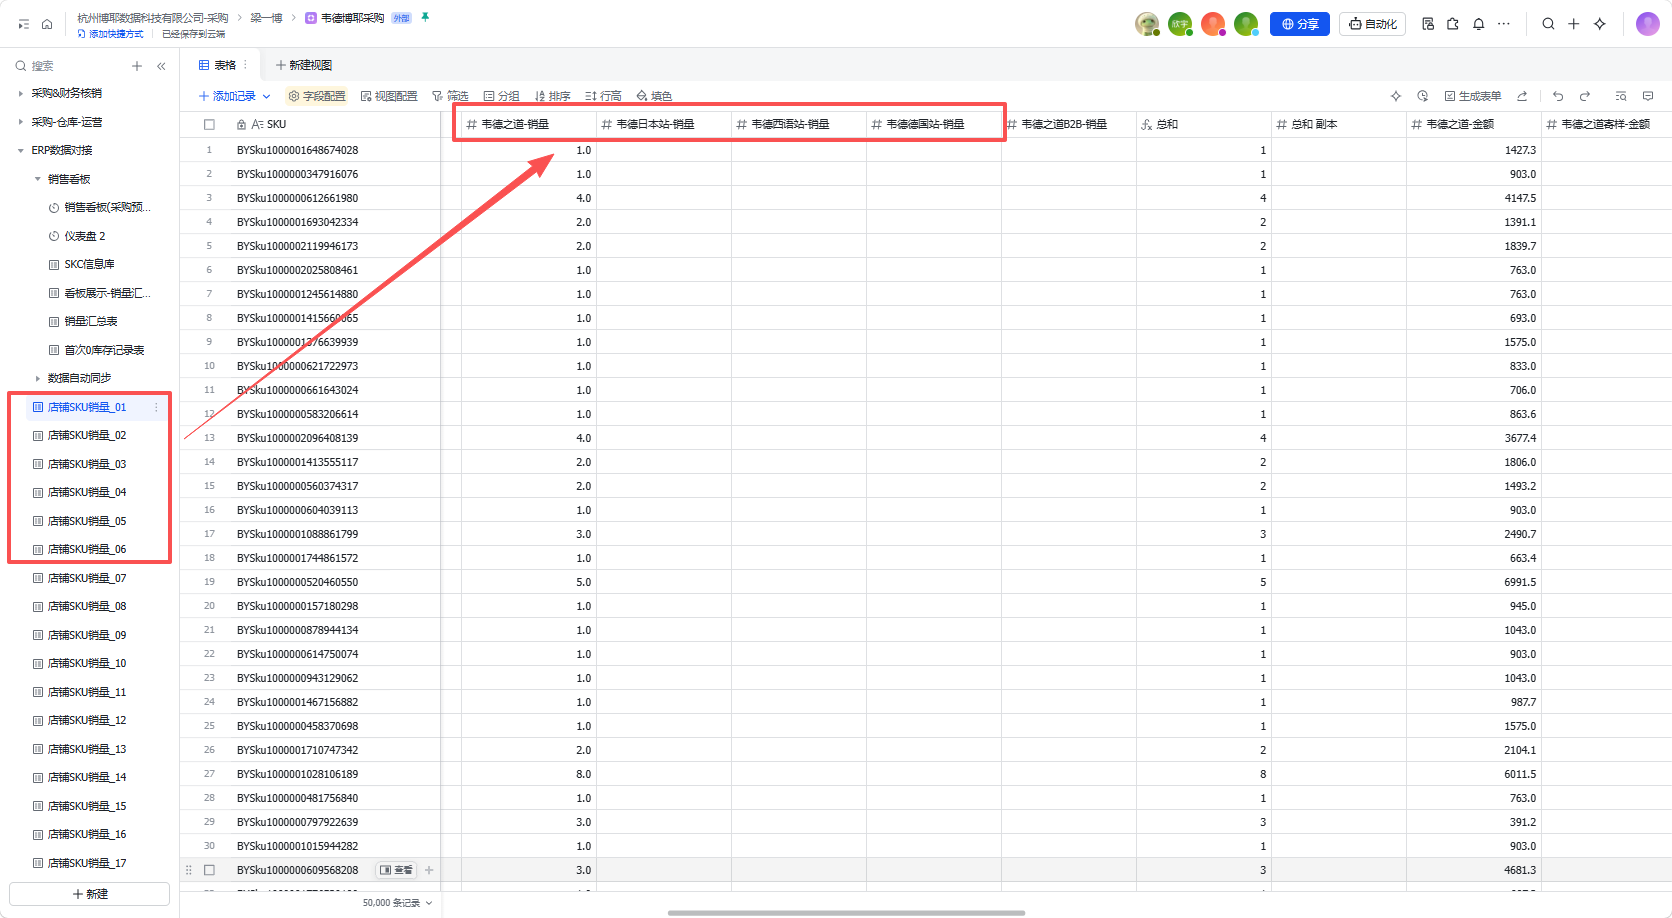 杭州博耶数据科技有限公司-采购 > 梁一博 > 韦德博耶采购 外部
添加快捷方式 已经保存到云端
欣宇
分享
自动化
搜索
采购&财务核销
采购-仓库-运营
ERP数据对接
销售看板
销售看板(采购预...
仪表盘 2
SKC信息库
看板展示-销量汇...
销量汇总表
首次0库存记录表
数据自动同步
店铺SKU销量_01
店铺SKU销量_02
店铺SKU销量_03
店铺SKU销量_04
店铺SKU销量_05
店铺SKU销量_06
店铺SKU销量_07
店铺SKU销量_08
店铺SKU销量_09
店铺SKU销量_10
店铺SKU销量_11
店铺SKU销量_12
店铺SKU销量_13
店铺SKU销量_14
店铺SKU销量_15
店铺SKU销量_16
店铺SKU销量_17
新建
表格 新建视图
添加记录 字段配置 视图配置 筛选 分组 排序 行高 填色 生成表单
SKU 韦德之道-销量 韦德日本站-销量 韦德西语站-销量 韦德德国站-销量 韦德之道B2B-销量 总和 总和 副本 韦德之道-金额 韦德之道寄样-金额
1 BYSku1000001648674028 1.0 1 1427.3
2 BYSku1000000347916076 1.0 1 903.0
3 BYSku1000000612661980 4.0 4 4147.5
4 BYSku1000001693042334 2.0 2 1391.1
5 BYSku1000002119946173 2.0 2 1839.7
6 BYSku1000002025808461 1.0 1 763.0
7 BYSku1000001245614880 1.0 1 763.0
8 BYSku1000001415660065 1.0 1 693.0
9 BYSku1000001376639939 1.0 1 1575.0
10 BYSku1000000621722973 1.0 1 833.0
11 BYSku1000000661643024 1.0 1 706.0
12 BYSku1000000583206614 1.0 1 863.6
13 BYSku1000002096408139 4.0 4 3677.4
14 BYSku1000001413555117 2.0 2 1806.0
15 BYSku1000000560374317 2.0 2 1493.2
16 BYSku1000000604039113 1.0 1 903.0
17 BYSku1000001088861799 3.0 3 2490.7
18 BYSku1000001744861572 1.0 1 663.4
19 BYSku1000000520460550 5.0 5 6991.5
20 BYSku1000000157180298 1.0 1 945.0
21 BYSku1000000878944134 1.0 1 1043.0
22 BYSku1000000614750074 1.0 1 903.0
23 BYSku1000000943129062 1.0 1 1043.0
24 BYSku1000001467156882 1.0 1 987.7
25 BYSku1000000458370698 1.0 1 1575.0
26 BYSku1000001710747342 2.0 2 2104.1
27 BYSku1000001028106189 8.0 8 6011.5
28 BYSku1000000481756840 1.0 1 763.0
29 BYSku1000000797922639 3.0 3 391.2
30 BYSku1000001015944282 1.0 1 903.0
BYSku1000000609568208 查看 3.0 3 4681.3
50,000 条记录